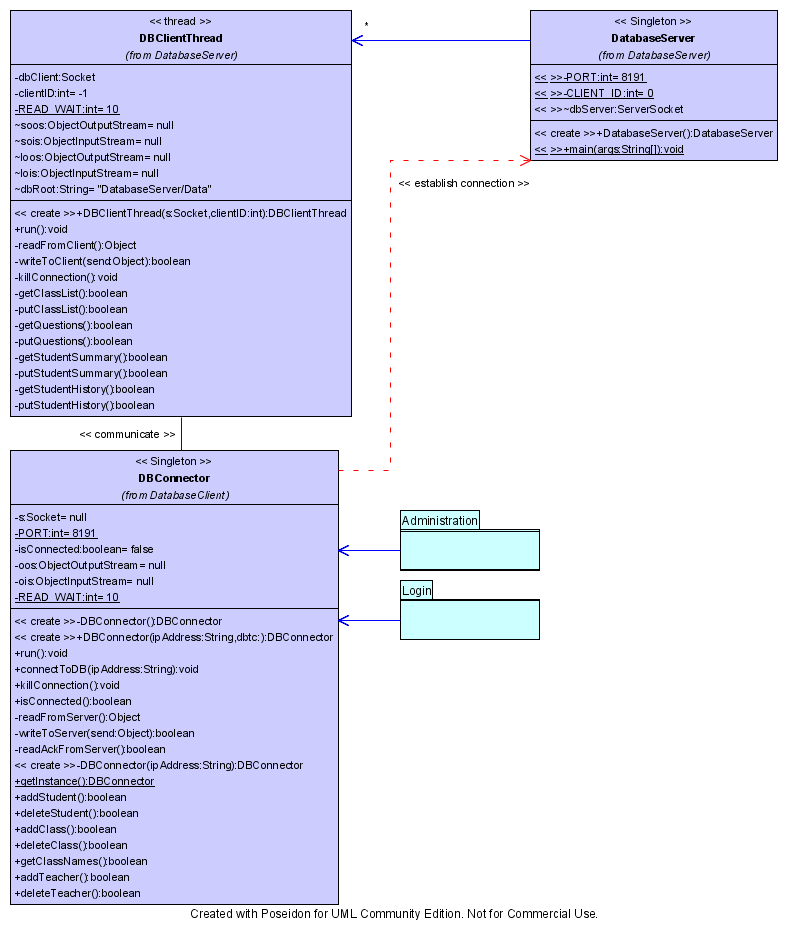 << thread >>
DBClientThread
(from DatabaseServer)
-dbClient:Socket
-clientID:int= -1
-READ_WAIT:int= 10
~soos:ObjectOutputStream= null
~sois:ObjectInputStream= null
~loos:ObjectOutputStream= null
~lois:ObjectInputStream= null
~dbRoot:String= "DatabaseServer/Data"
<< create >>+DBClientThread(s:Socket,clientID:int):DBClientThread
+run():void
-readFromClient():Object
-writeToClient(send:Object):boolean
-killConnection():void
-getClassList():boolean
-putClassList():boolean
-getQuestions():boolean
-putQuestions():boolean
-getStudentSummary():boolean
-putStudentSummary():boolean
-getStudentHistory():boolean
-putStudentHistory():boolean
*
<< Singleton >>
DatabaseServer
(from DatabaseServer)
<< >>-PORT:int= 8191
<< >>-CLIENT_ID:int= 0
<< >>~dbServer:ServerSocket
<< create >>+DatabaseServer():DatabaseServer
<< >>+main(args:String[]):void
<< establish connection >>
<< communicate >>
<< Singleton >>
DBConnector
(from DatabaseClient)
-s:Socket= null
-PORT:int= 8191
-isConnected:boolean= false
-oos:ObjectOutputStream= null
-ois:ObjectInputStream= null
-READ_WAIT:int= 10
<< create >>-DBConnector():DBConnector
<< create >>+DBConnector(ipAddress:String,dbtc:):DBConnector
+run():void
+connectToDB(ipAddress:String):void
+killConnection():void
+isConnected():boolean
-readFromServer():Object
-writeToServer(send:Object):boolean
-readAckFromServer():boolean
<< create >>-DBConnector(ipAddress:String):DBConnector
+getInstance():DBConnector
+addStudent():boolean
+deleteStudent():boolean
+addClass():boolean
+deleteClass():boolean
+getClassNames():boolean
+addTeacher():boolean
+deleteTeacher():boolean
Administration
Login
Created with Poseidon for UML Community Edition. Not for Commercial Use.